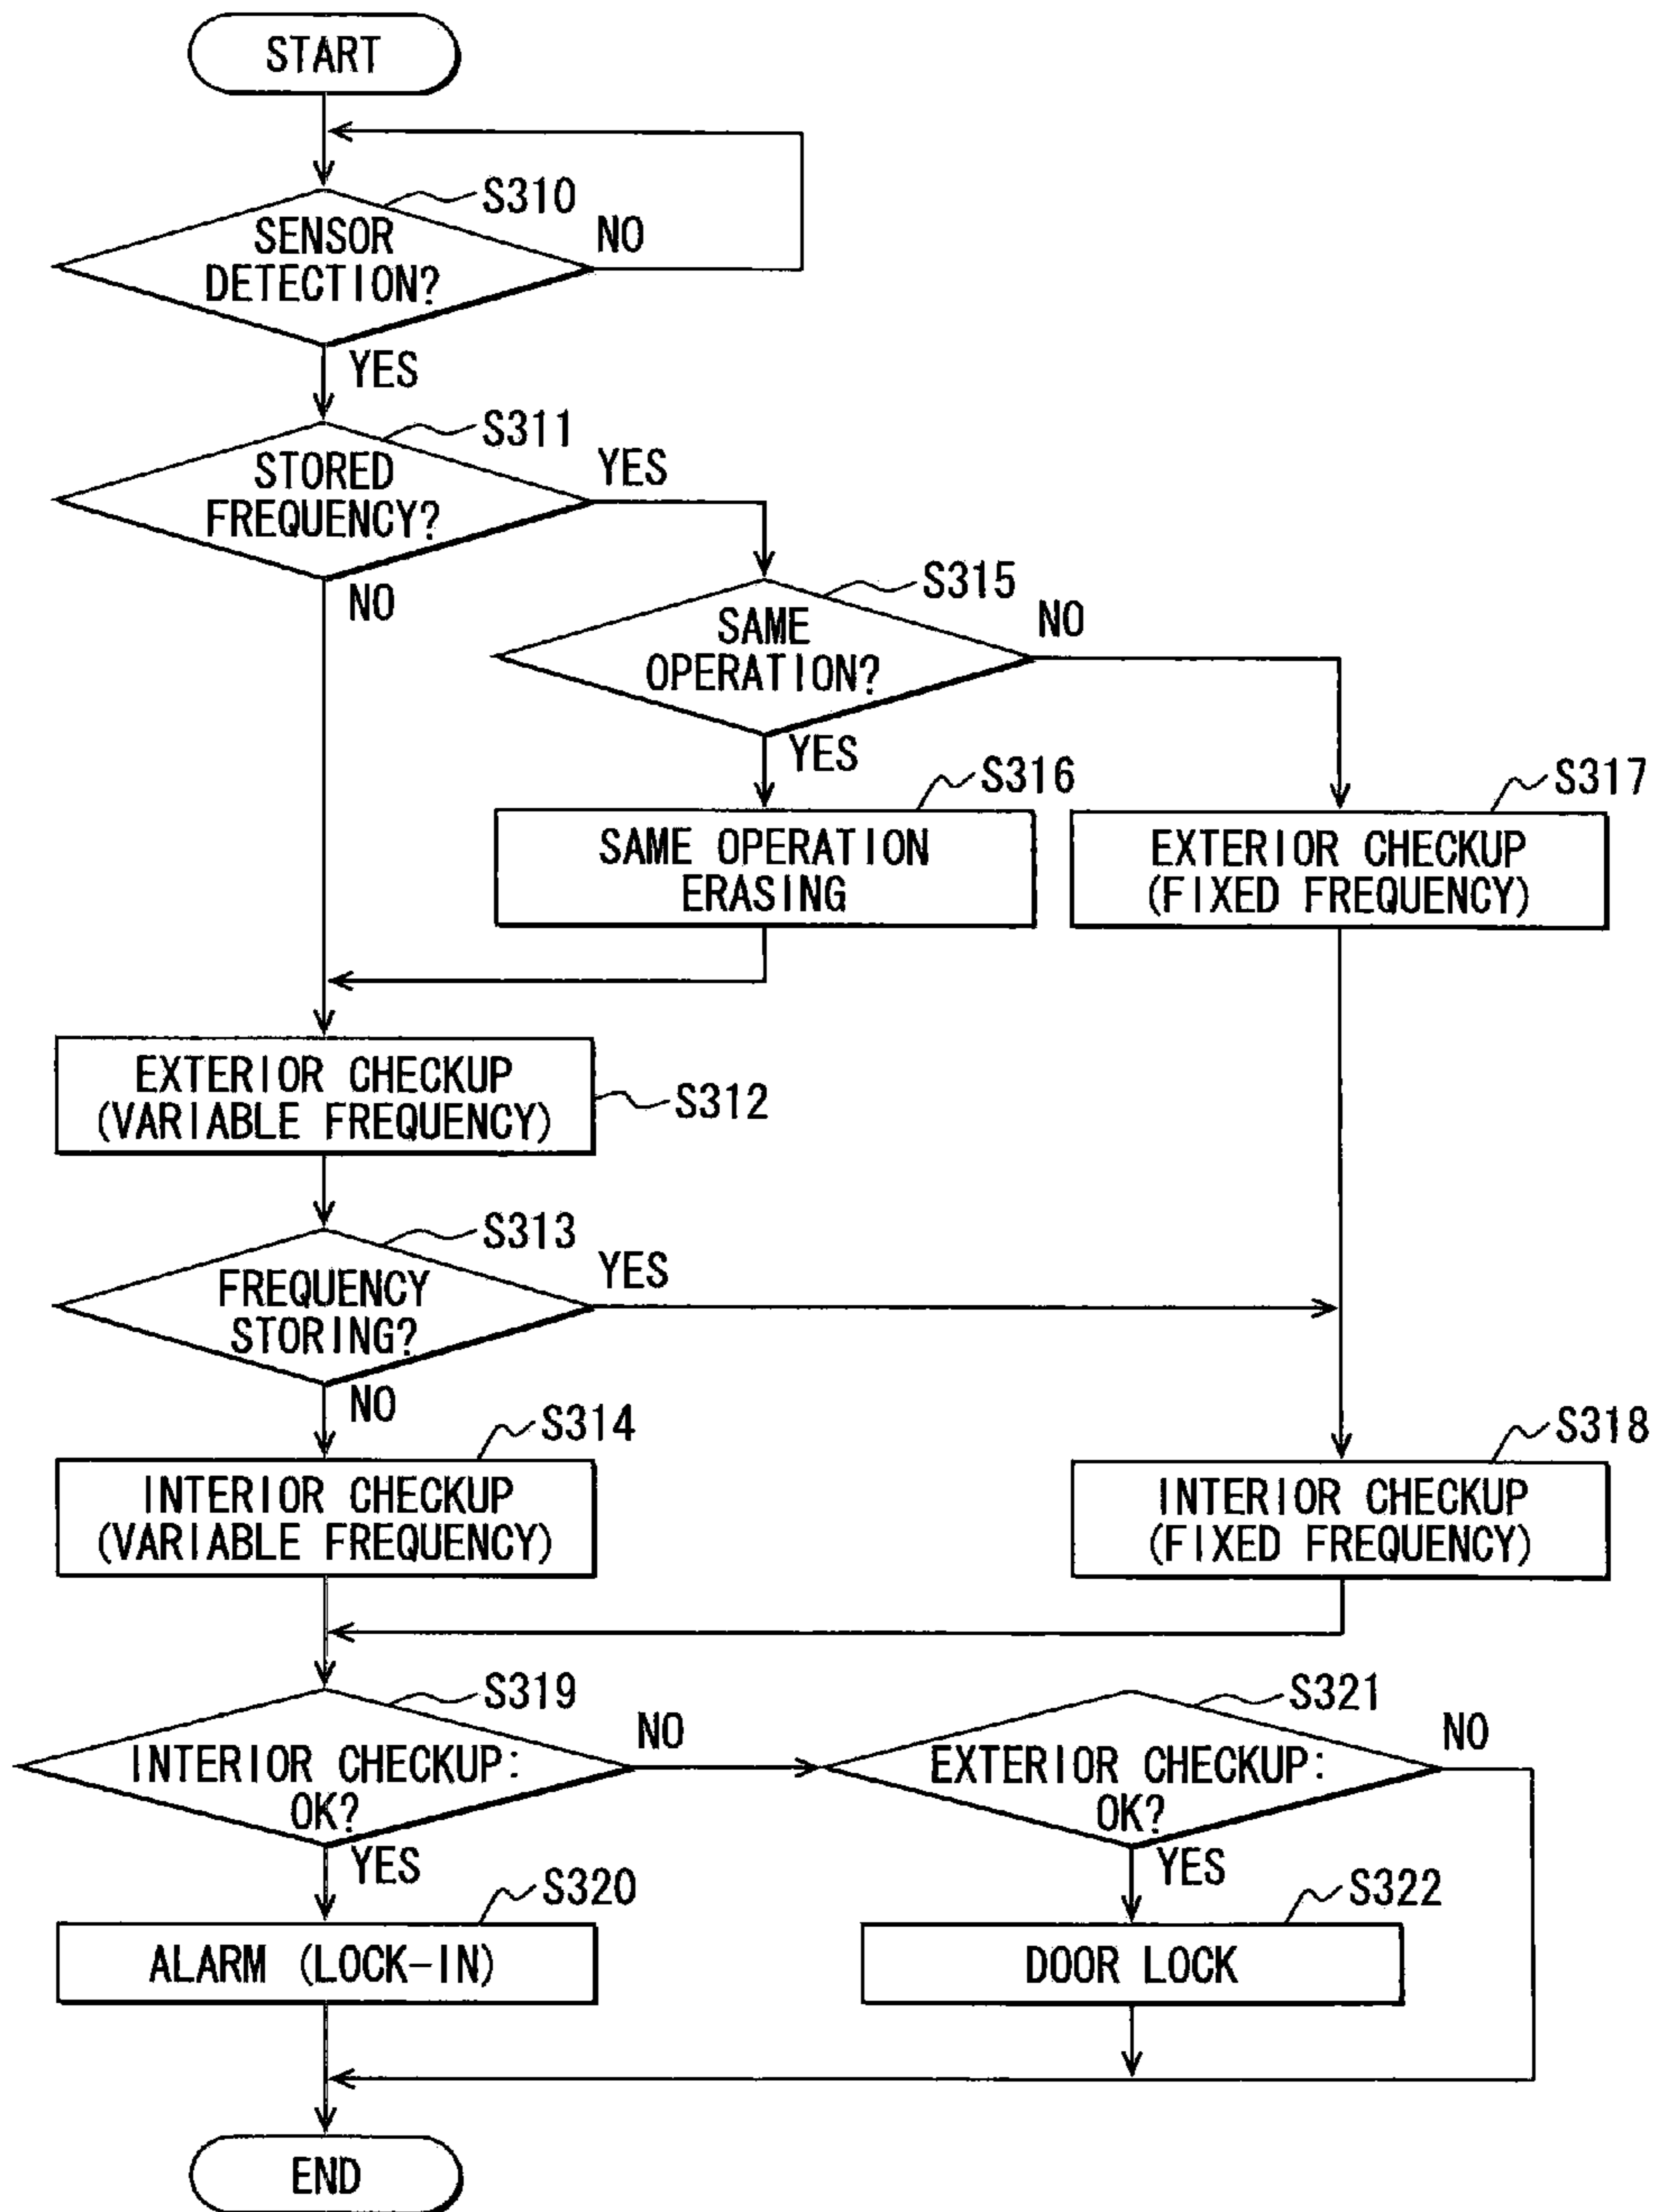 START
S310
SENSOR
DETECTION?
NO
YES
S311
STORED
FREQUENCY?
YES
NO
S315
SAME
OPERATION?
NO
YES
S316
SAME OPERATION
ERASING
S317
EXTERIOR CHECKUP
(FIXED FREQUENCY)
EXTERIOR CHECKUP
(VARIABLE FREQUENCY)
S312
S313
FREQUENCY
STORING?
YES
NO
S314
INTERIOR CHECKUP
(VARIABLE FREQUENCY)
S318
INTERIOR CHECKUP
(FIXED FREQUENCY)
S319
INTERIOR CHECKUP:
OK?
NO
YES
S321
EXTERIOR CHECKUP:
OK?
NO
YES
S320
ALARM (LOCK-IN)
S322
DOOR LOCK
END